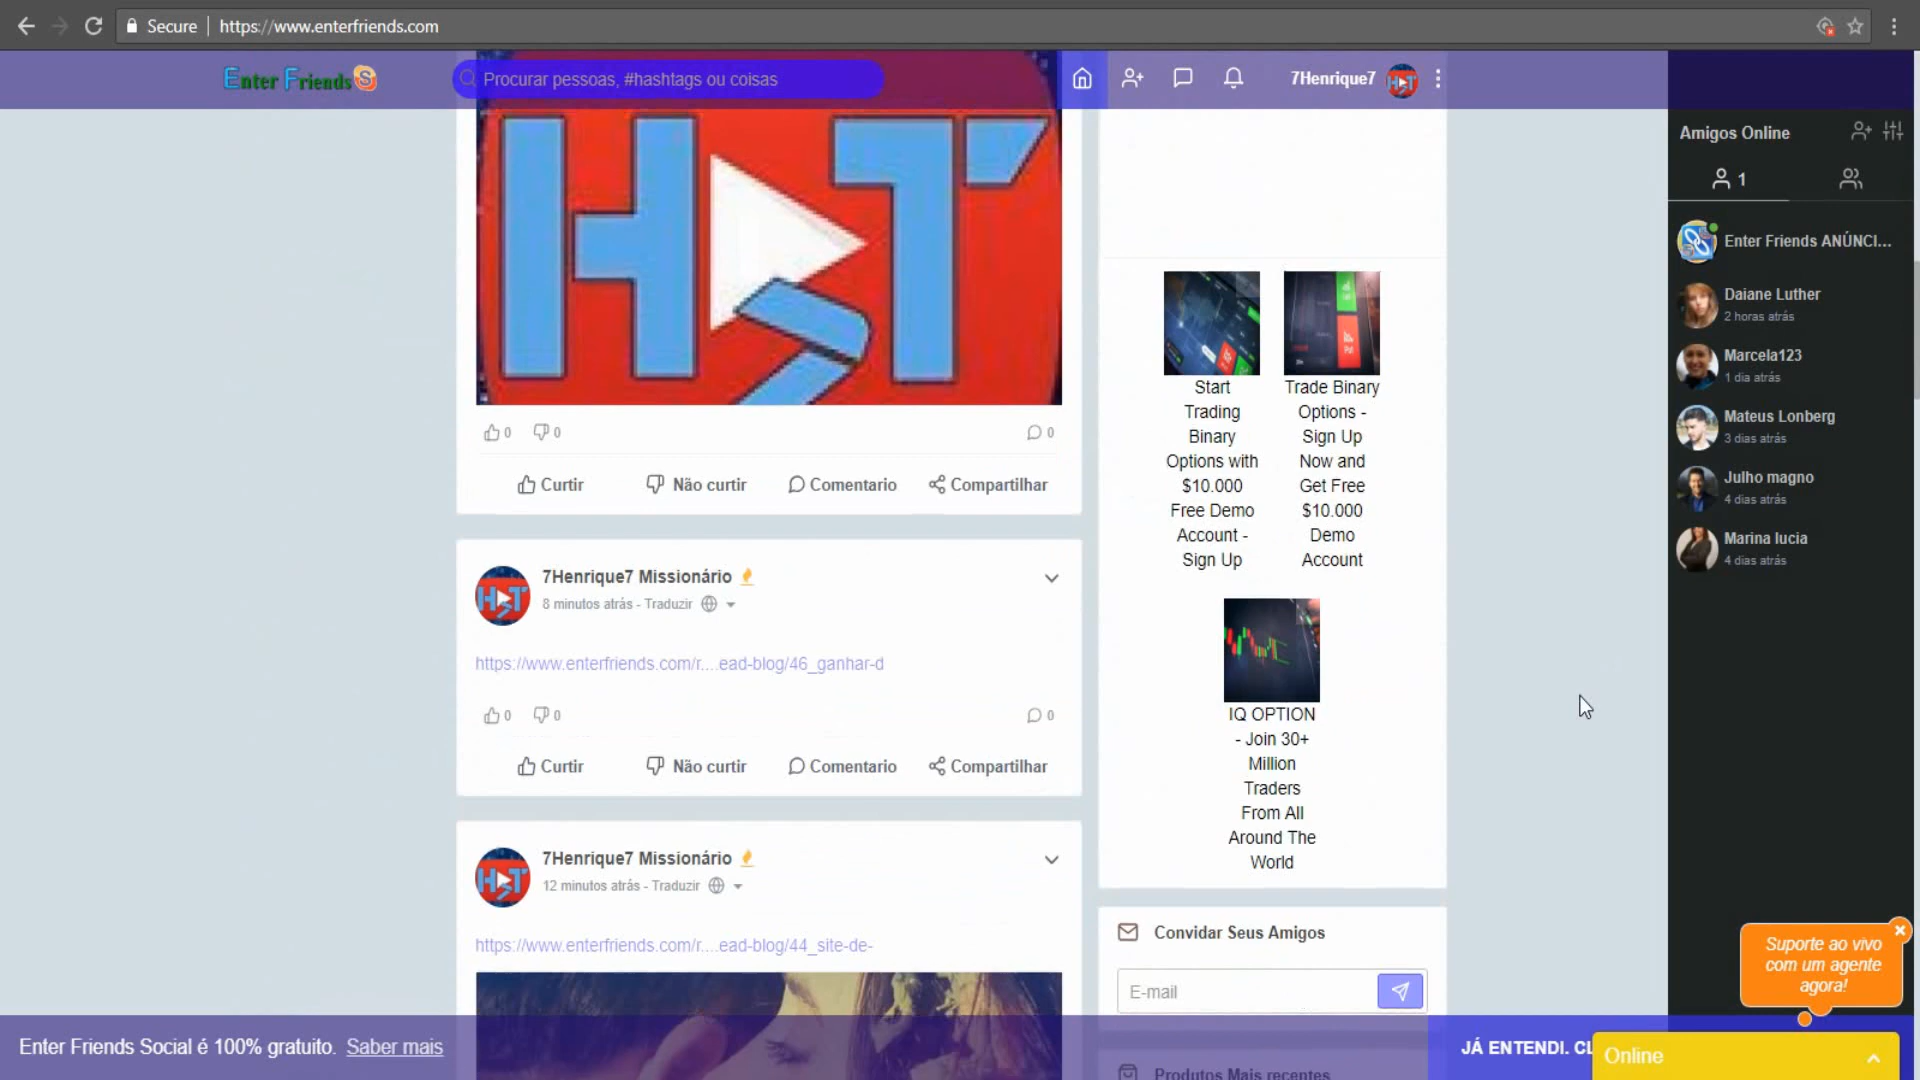 Secure
https://www.enterfriends.com
Enter FriendsS
Procurar pessoas, #hashtags ou coisas
7Henrique7
HST
0 0 0
Curtir Não curtir Comentario Compartilhar
7Henrique7 Missionário
8 minutos atrás - Traduzir
https://www.enterfriends.com/r....ead-blog/46_ganhar-d
0 0 0
Curtir Não curtir Comentario Compartilhar
7Henrique7 Missionário
12 minutos atrás - Traduzir
https://www.enterfriends.com/r....ead-blog/44_site-de-
Start
Trading
Binary
Options with
$10.000
Free Demo
Account -
Sign Up
Trade Binary
Options -
Sign Up
Now and
Get Free
$10.000
Demo
Account
IQ OPTION
- Join 30+
Million
Traders
From All
Around The
World
Convidar Seus Amigos
E-mail
Produtos Mais recentes
Amigos Online
1
Enter Friends ANÚNCI...
Daiane Luther
2 horas atrás
Marcela123
1 dia atrás
Mateus Lonberg
3 dias atrás
Julho magno
4 dias atrás
Marina lucia
4 dias atrás
Suporte ao vivo
com um agente
agora!
Enter Friends Social é 100% gratuito. Saber mais
JÁ ENTENDI. CL
Online